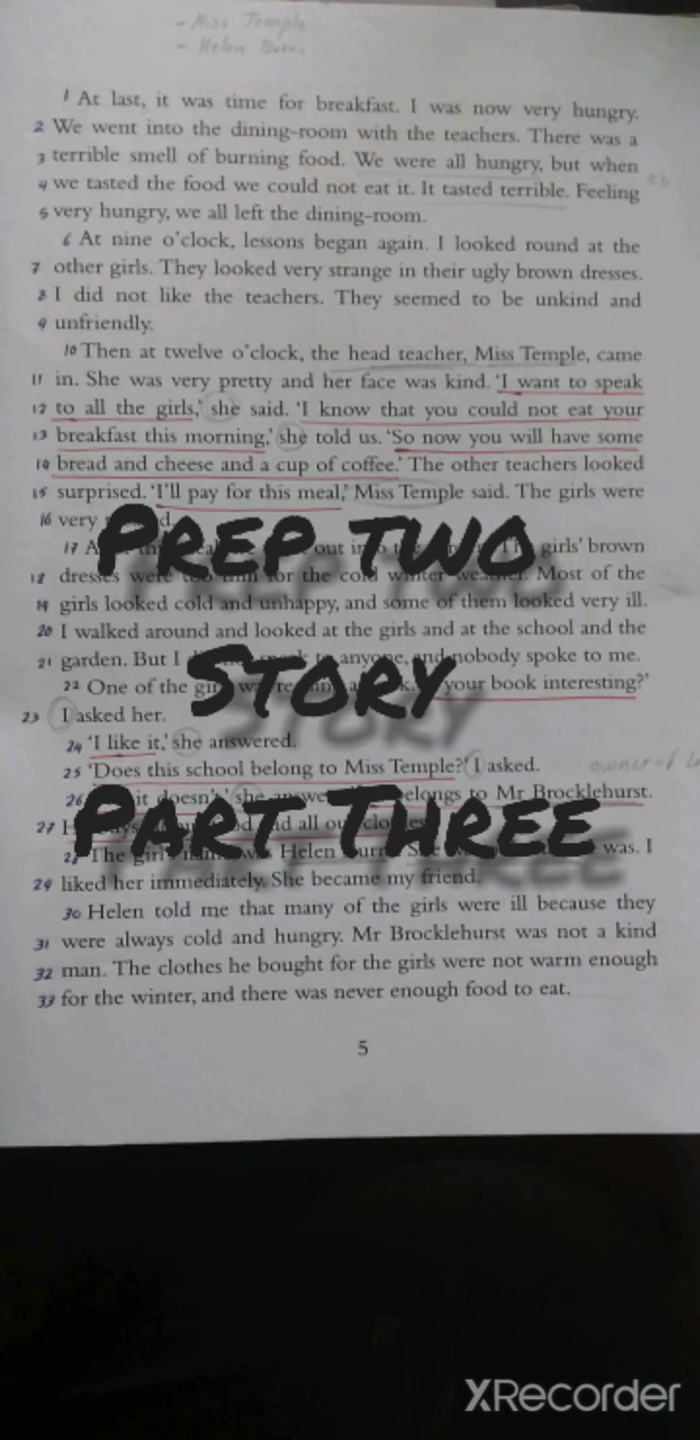 - Miss Temple
- Helen Burns
1 At last, it was time for breakfast. I was now very hungry.
2 We went into the dining-room with the teachers. There was a
3 terrible smell of burning food. We were all hungry, but when
4 we tasted the food we could not eat it. It tasted terrible. Feeling
5 very hungry, we all left the dining-room.
6 At nine o'clock, lessons began again. I looked round at the
7 other girls. They looked very strange in their ugly brown dresses.
8 I did not like the teachers. They seemed to be unkind and
9 unfriendly.
10 Then at twelve o'clock, the head teacher, Miss Temple, came
11 in. She was very pretty and her face was kind. 'I want to speak
12 to all the girls,' she said. 'I know that you could not eat your
13 breakfast this morning,' she told us. 'So now you will have some
14 bread and cheese and a cup of coffee.' The other teachers looked
15 surprised. 'I'll pay for this meal,' Miss Temple said. The girls were
16 very
PREP TWO
17 out girls' brown
18 dresses were for the cold winter Most of the
19 girls looked cold and unhappy, and some of them looked very ill.
20 I walked around and looked at the girls and at the school and the
21 garden. But I anyone, and nobody spoke to me.
STORY
22 One of the your book interesting?'
23 I asked her.
24 'I like it,' she answered.
25 'Does this school belong to Miss Temple?' I asked.
owner of
26 it doesn't,' she belongs to Mr Brocklehurst.
PART THREE
27 all our
28 The Helen was. I
29 liked her immediately. She became my friend.
30 Helen told me that many of the girls were ill because they
31 were always cold and hungry. Mr Brocklehurst was not a kind
32 man. The clothes he bought for the girls were not warm enough
33 for the winter, and there was never enough food to eat.
5
XRecorder